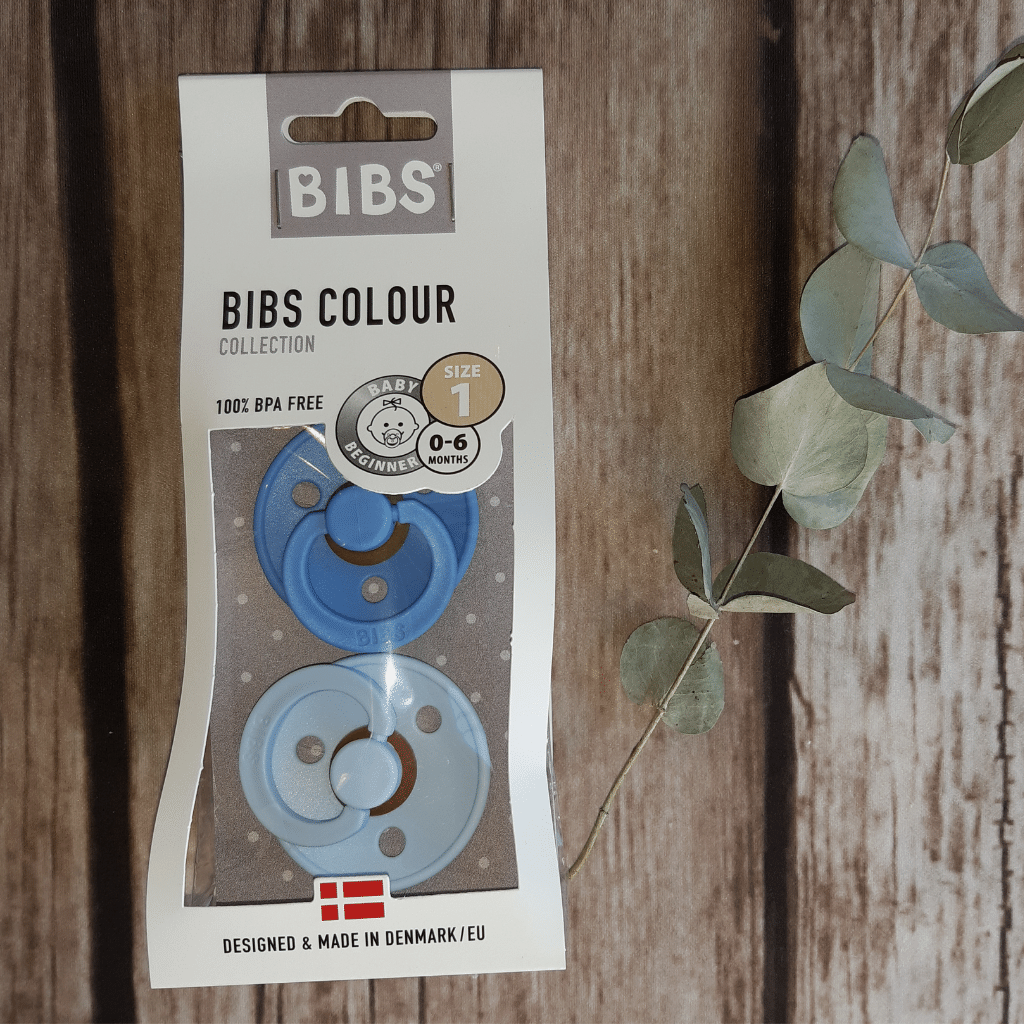 BIBS®
BIBS COLOUR
COLLECTION
100% BPA FREE
BABY
BEGINNER
SIZE
1
0-6
MONTHS
BIBS
DESIGNED & MADE IN DENMARK/EU